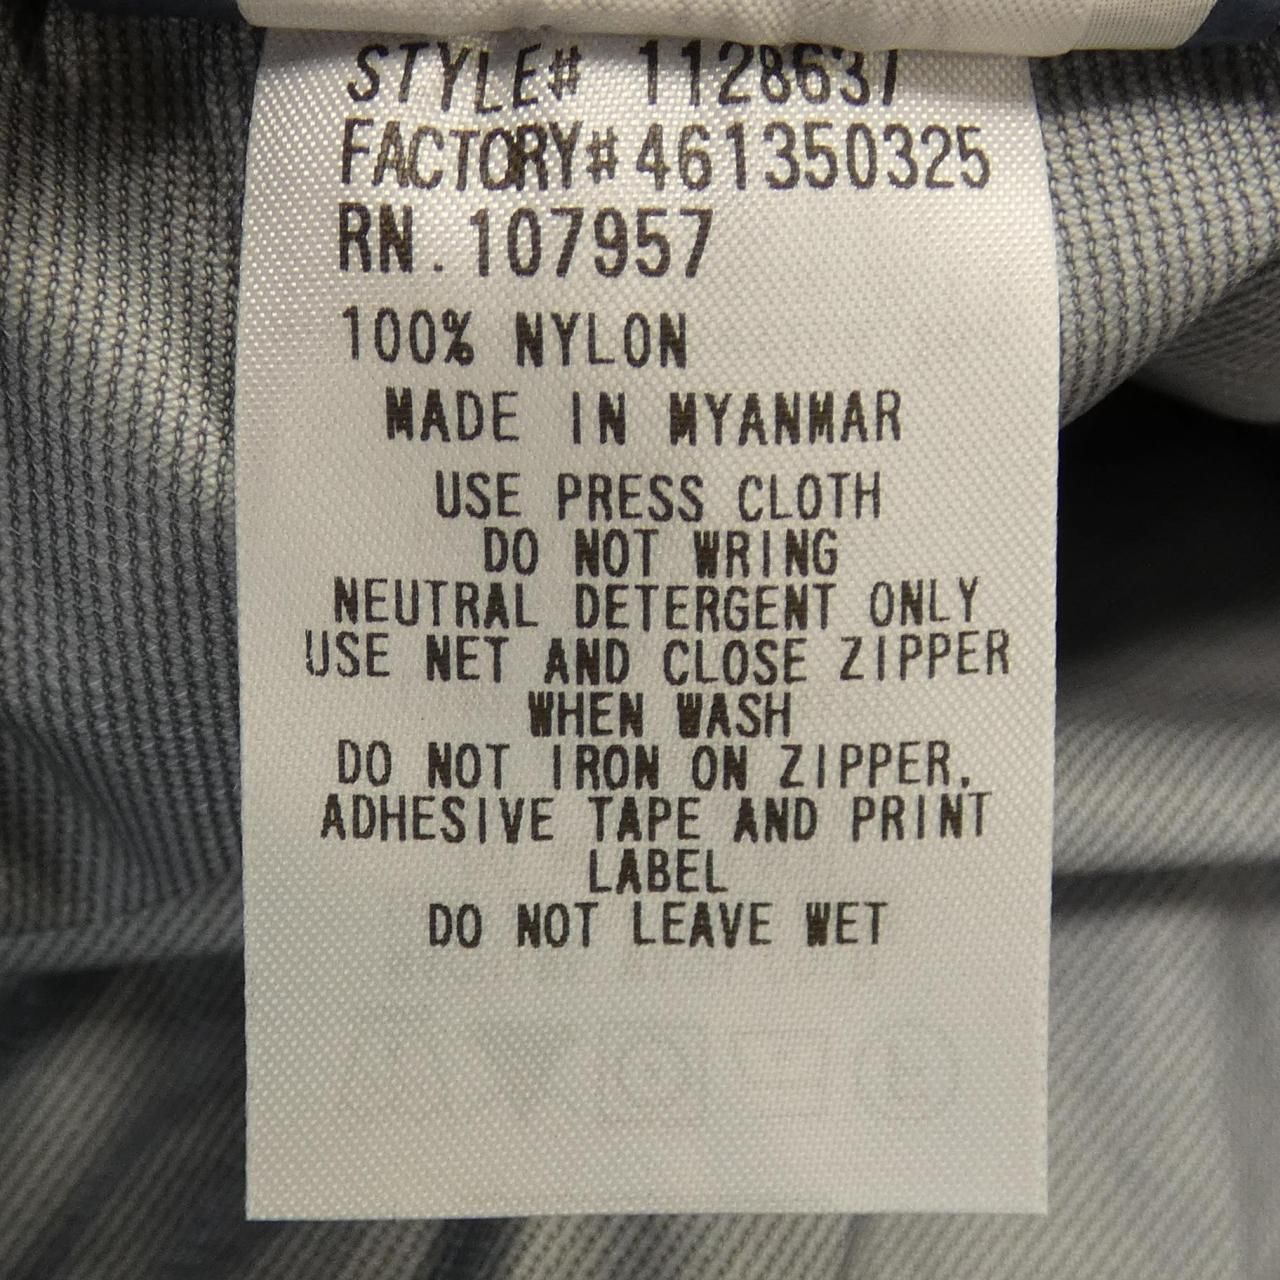 STYLE# 1128637
FACTORY#461350325
RN.107957
100% NYLON
MADE IN MYANMAR
USE PRESS CLOTH
DO NOT WRING
NEUTRAL DETERGENT ONLY
USE NET AND CLOSE ZIPPER
WHEN WASH
DO NOT IRON ON ZIPPER.
ADHESIVE TAPE AND PRINT
LABEL
DO NOT LEAVE WET